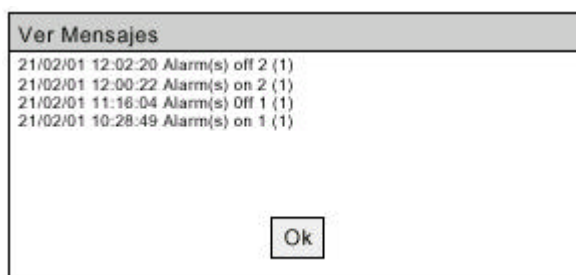 Ver Mensajes
21/02/01 12:02:20 Alarm(s) off 2 (1)
21/02/01 12:00:22 Alarm(s) on 2 (1)
21/02/01 11:16:04 Alarm(s) 0ff 1 (1)
21/02/01 10:28:49 Alarm(s) on 1 (1)
Ok